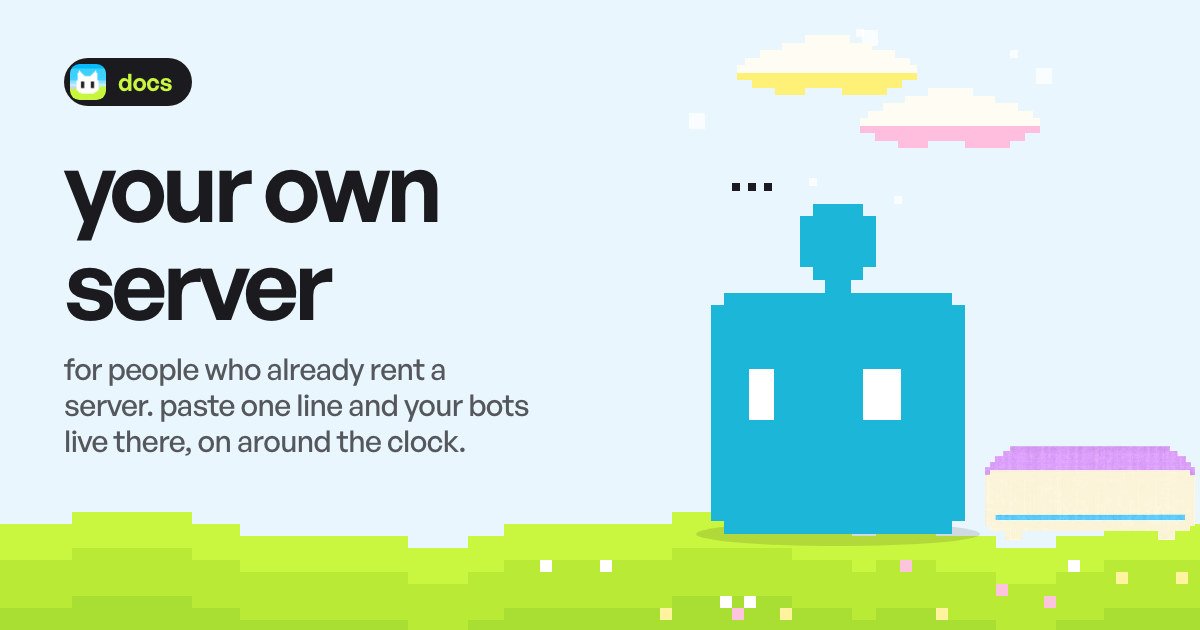 docs
your own
server
for people who already rent a
server. paste one line and your bots
live there, on around the clock.